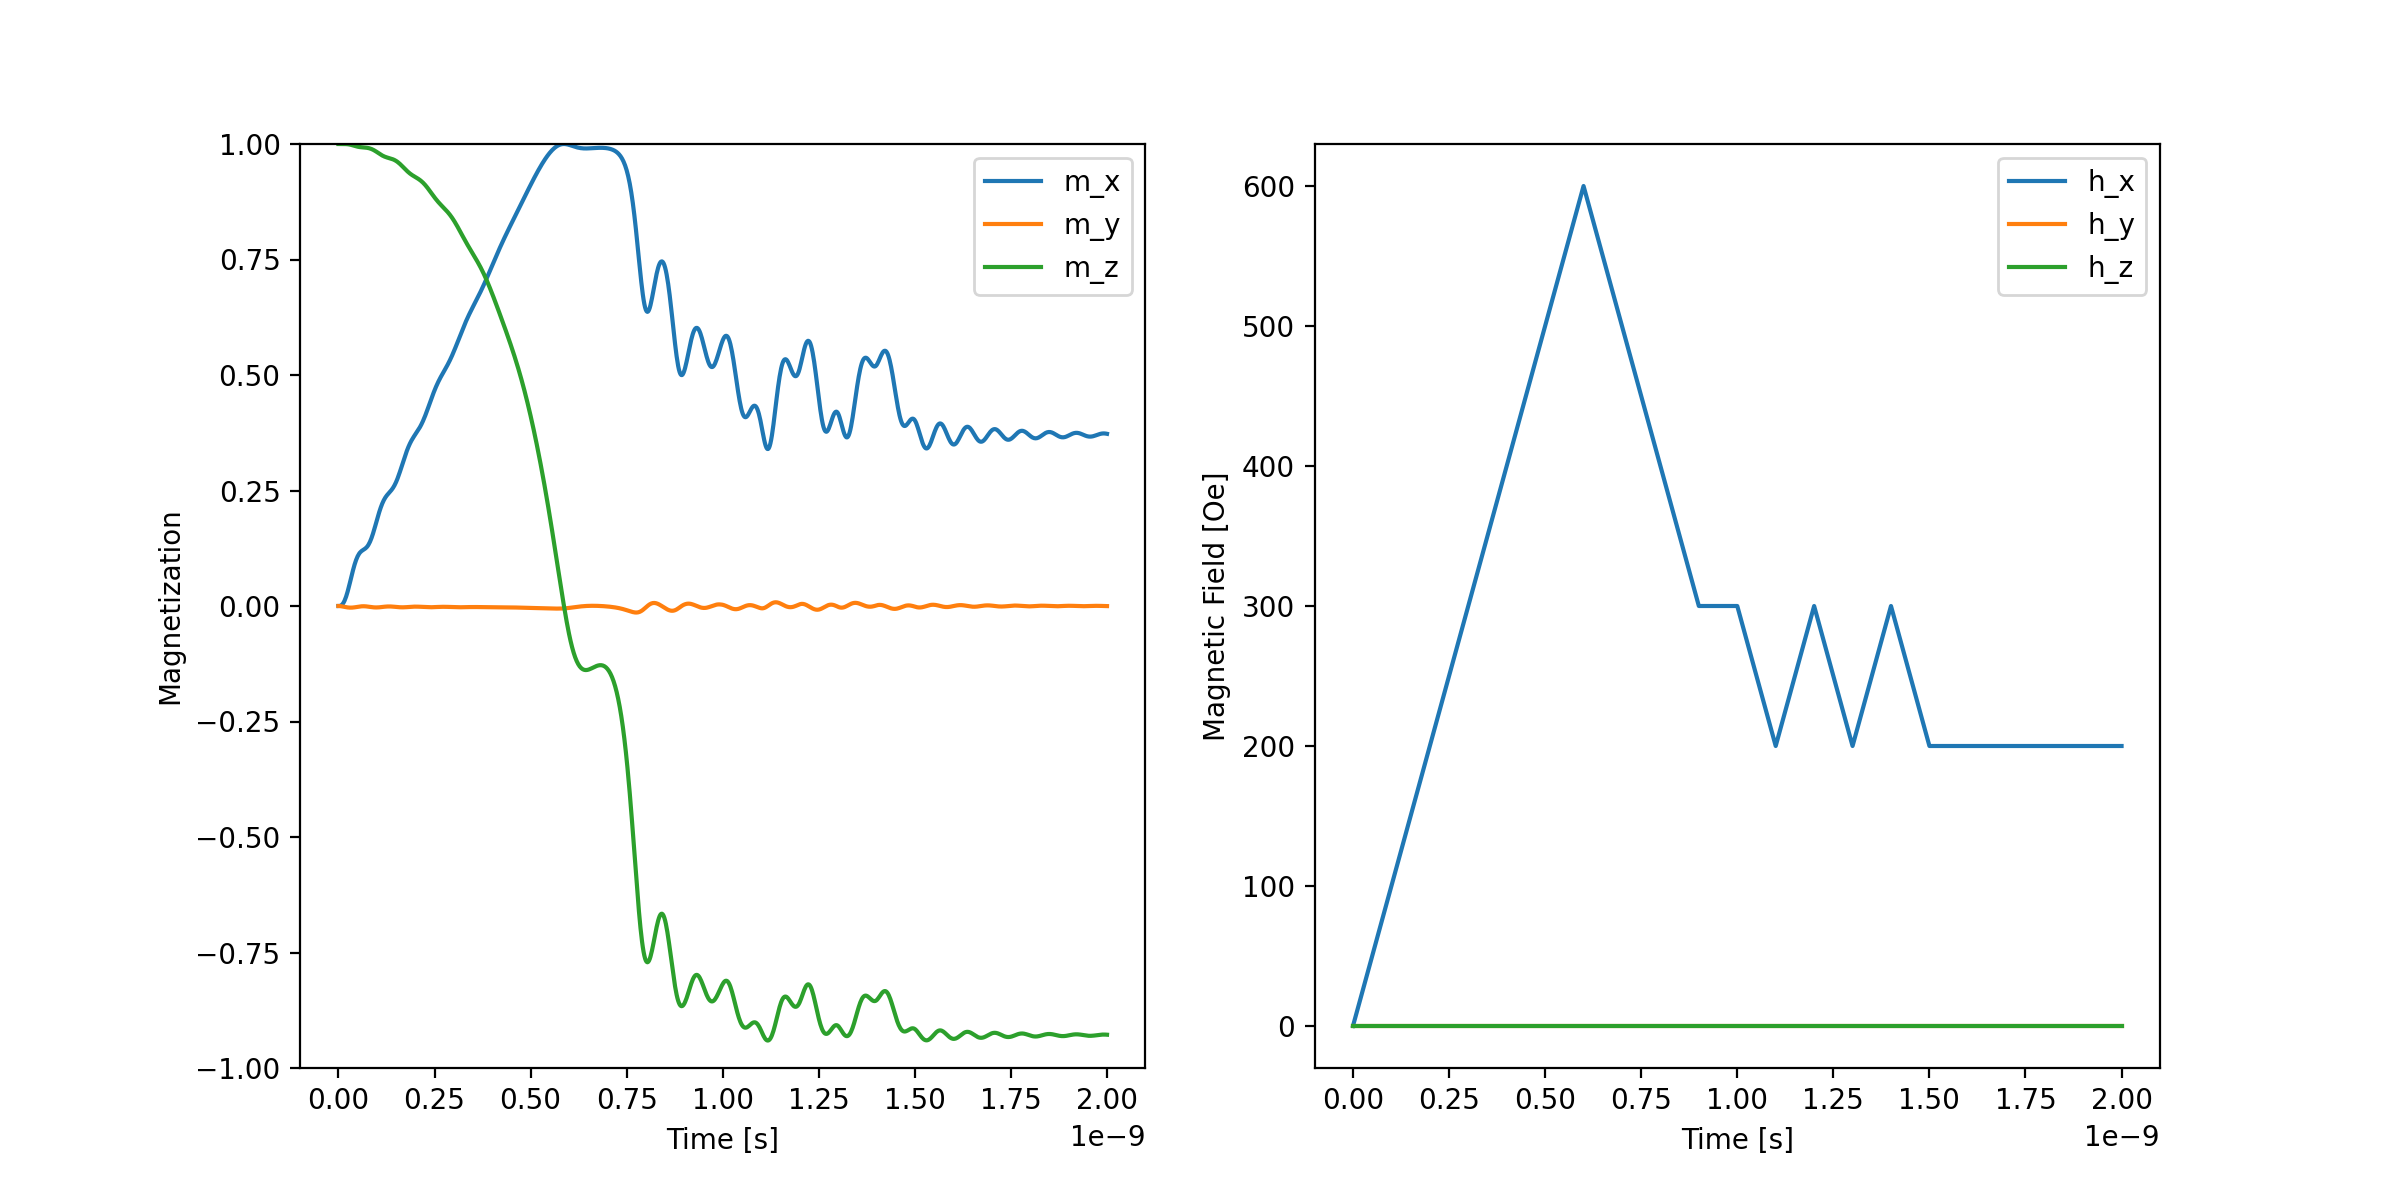 1.00
0.75
0.50
0.25
0.00
−0.25
−0.50
−0.75
−1.00
Magnetization
m_x
m_y
m_z
0.00 0.25 0.50 0.75 1.00 1.25 1.50 1.75 2.00
Time [s]
1e−9
600
500
400
300
200
100
0
Magnetic Field [Oe]
h_x
h_y
h_z
0.00 0.25 0.50 0.75 1.00 1.25 1.50 1.75 2.00
Time [s]
1e−9